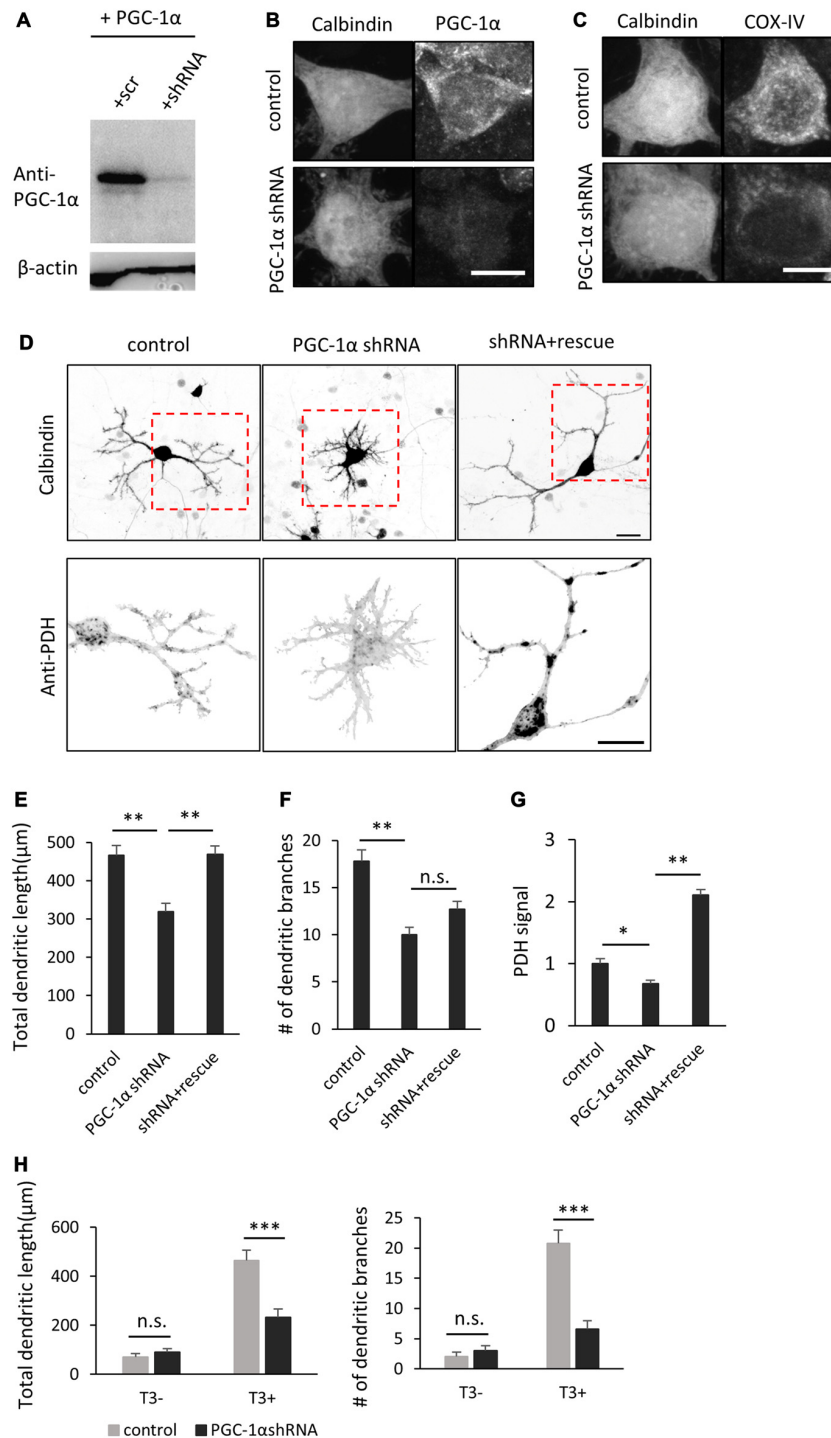 A
+ PGC-1α
+scr
+shRNA
Anti-
PGC-1α
β-actin
B
Calbindin
PGC-1α
control
PGC-1α shRNA
C
Calbindin
COX-IV
control
PGC-1α shRNA
D
control
PGC-1α shRNA
shRNA+rescue
Calbindin
Anti-PDH
E
Total dendritic length(μm)
500
400
300
200
100
0
**
**
control
PGC-1α shRNA
shRNA+rescue
F
# of dendritic branches
20
15
10
5
0
**
n.s.
control
PGC-1α shRNA
shRNA+rescue
G
PDH signal
3
2
1
0
*
**
control
PGC-1α shRNA
shRNA+rescue
H
Total dendritic length(μm)
600
400
200
0
n.s.
***
T3-
T3+
# of dendritic branches
25
20
15
10
5
0
n.s.
***
T3-
T3+
control
PGC-1αshRNA